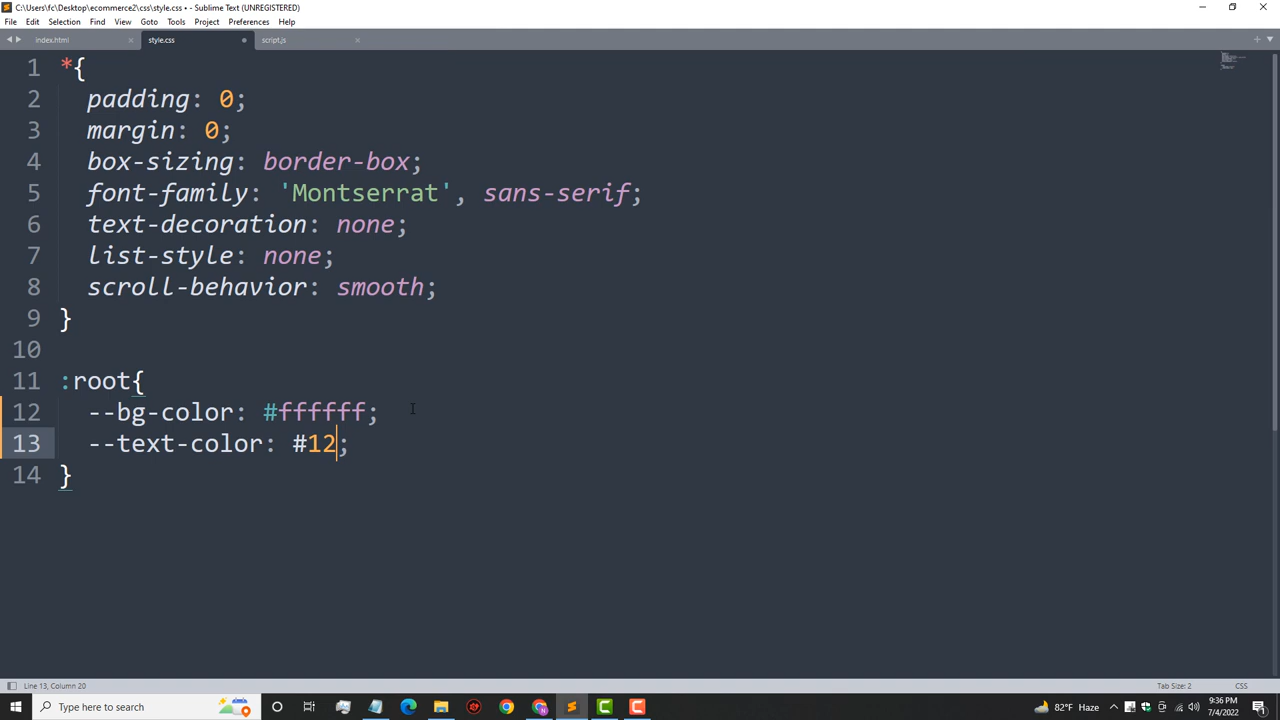 C:\Users\fc\Desktop\ecommerce2\css\style.css • - Sublime Text (UNREGISTERED)
File Edit Selection Find View Goto Tools Project Preferences Help
index.html × style.css script.js ×
1 *{
2 padding: 0;
3 margin: 0;
4 box-sizing: border-box;
5 font-family: 'Montserrat', sans-serif;
6 text-decoration: none;
7 list-style: none;
8 scroll-behavior: smooth;
9 }
10
11 :root{
12 --bg-color: #ffffff;
13 --text-color: #12;
14 }
Line 13, Column 20 Tab Size: 2 CSS
Type here to search 82°F Haze 9:36 PM
7/4/2022